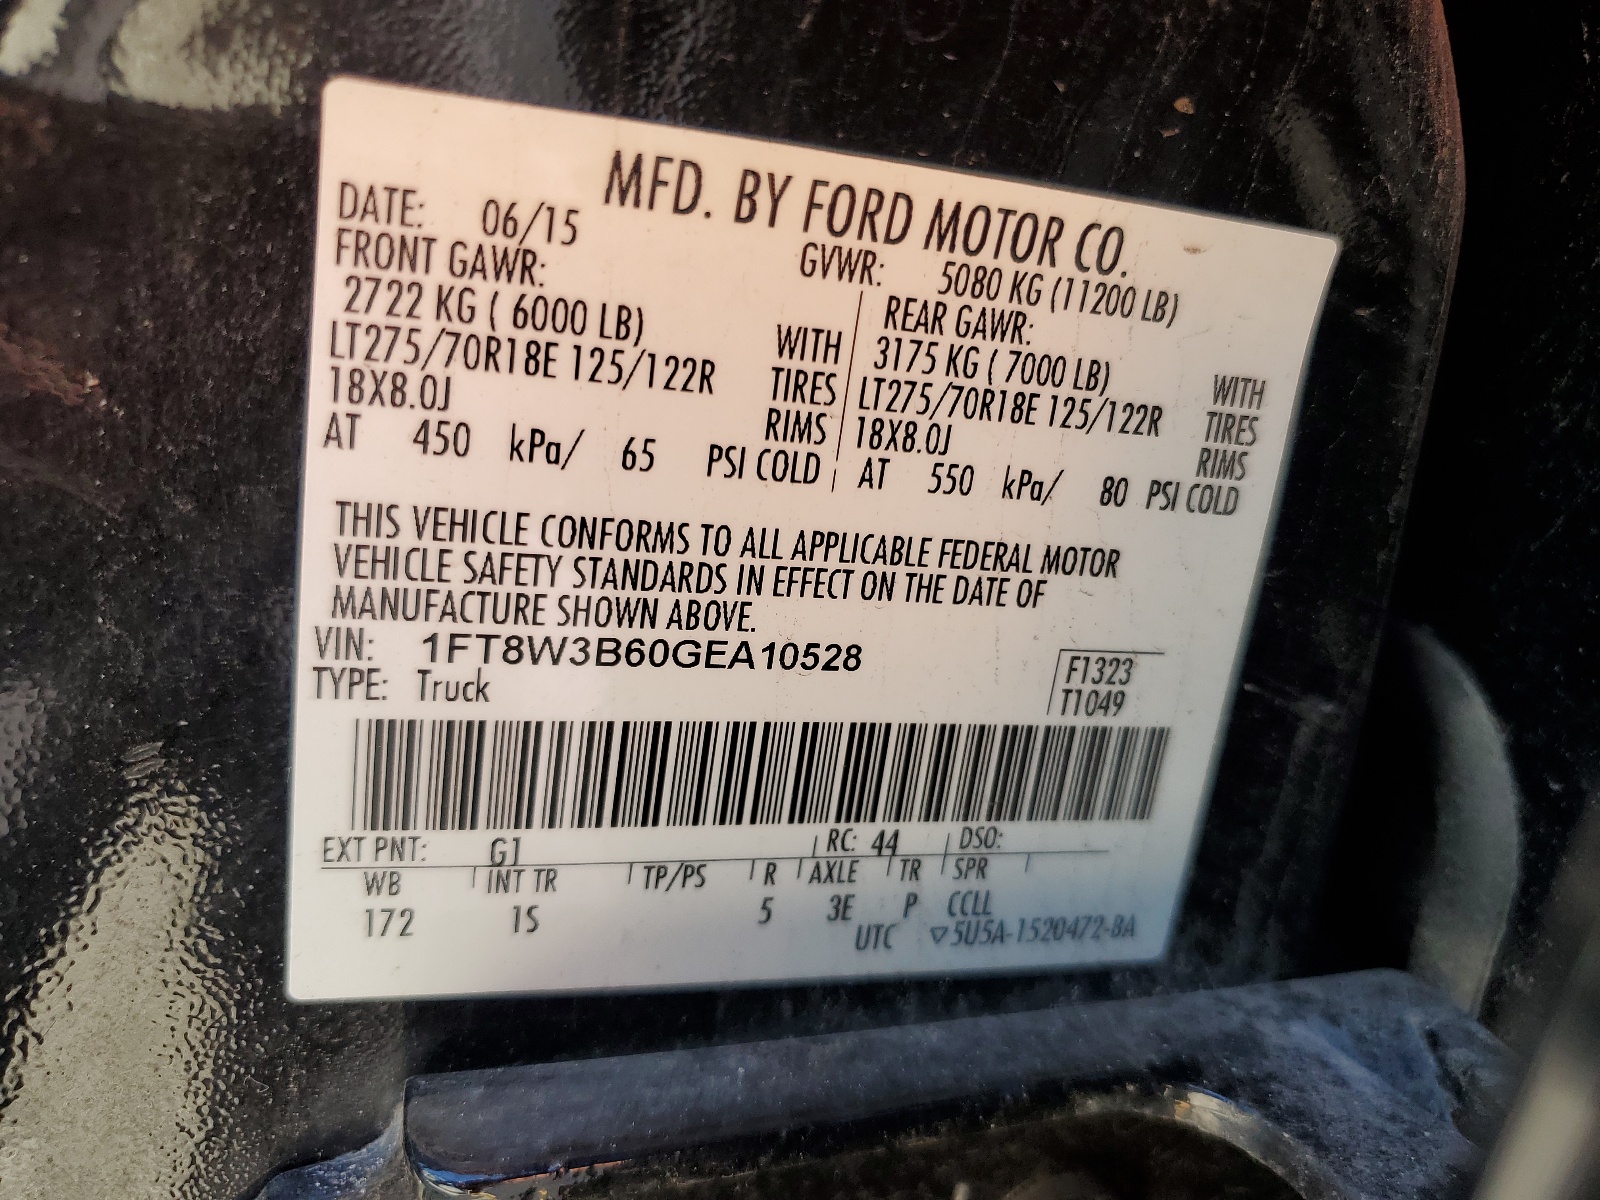 MFD. BY FORD MOTOR CO.
DATE: 06/15 GVWR: 5080 KG (11200 LB)
FRONT GAWR: REAR GAWR:
2722 KG ( 6000 LB) WITH 3175 KG ( 7000 LB) WITH
LT275/70R18E 125/122R TIRES LT275/70R18E 125/122R TIRES
18X8.0J RIMS 18X8.0J RIMS
AT 450 kPa/ 65 PSI COLD AT 550 kPa/ 80 PSI COLD
THIS VEHICLE CONFORMS TO ALL APPLICABLE FEDERAL MOTOR
VEHICLE SAFETY STANDARDS IN EFFECT ON THE DATE OF
MANUFACTURE SHOWN ABOVE.
VIN: 1FT8W3B60GEA10528 F1323
TYPE: Truck T1049
EXT PNT: G1 RC: 44 DSO:
WB INT TR TP/PS R AXLE TR SPR
172 1S 5 3E P CCLL
UTC ▽5U5A-1520472-BA